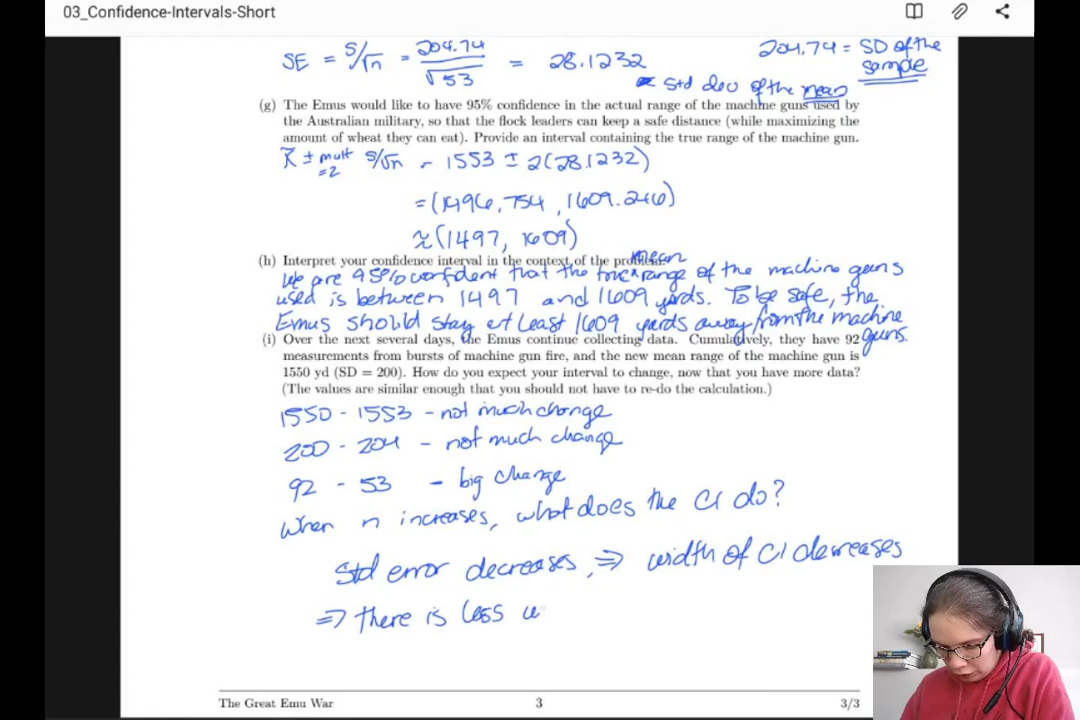 03_Confidence-Intervals-Short
SE = s/√n = 204.74/√53 = 28.1232
204.74 = SD of the sample
Std dev of the mean
(g) The Emus would like to have 95% confidence in the actual range of the machine guns used by
the Australian military, so that the flock leaders can keep a safe distance (while maximizing the
amount of wheat they can eat). Provide an interval containing the true range of the machine gun.
x̄ ± mult s/√n = 1553 ± 2(28.1232)
=2
= (1496.754, 1609.246)
≈ (1497, 1609)
(h) Interpret your confidence interval in the context of the problem.
mean
We are 95% confident that the true range of the machine guns
used is between 1497 and 1609 yards. To be safe, the
Emus should stay at least 1609 yards away from the machine
guns.
(i) Over the next several days, the Emus continue collecting data. Cumulatively, they have 92
measurements from bursts of machine gun fire, and the new mean range of the machine gun is
1550 yd (SD = 200). How do you expect your interval to change, now that you have more data?
(The values are similar enough that you should not have to re-do the calculation.)
1550 - 1553 - not much change
200 - 204 - not much change
92 - 53 - big change
When n increases, what does the CI do?
Std error decreases, ⇒ width of CI decreases
⇒ there is less
The Great Emu War
3
3/3